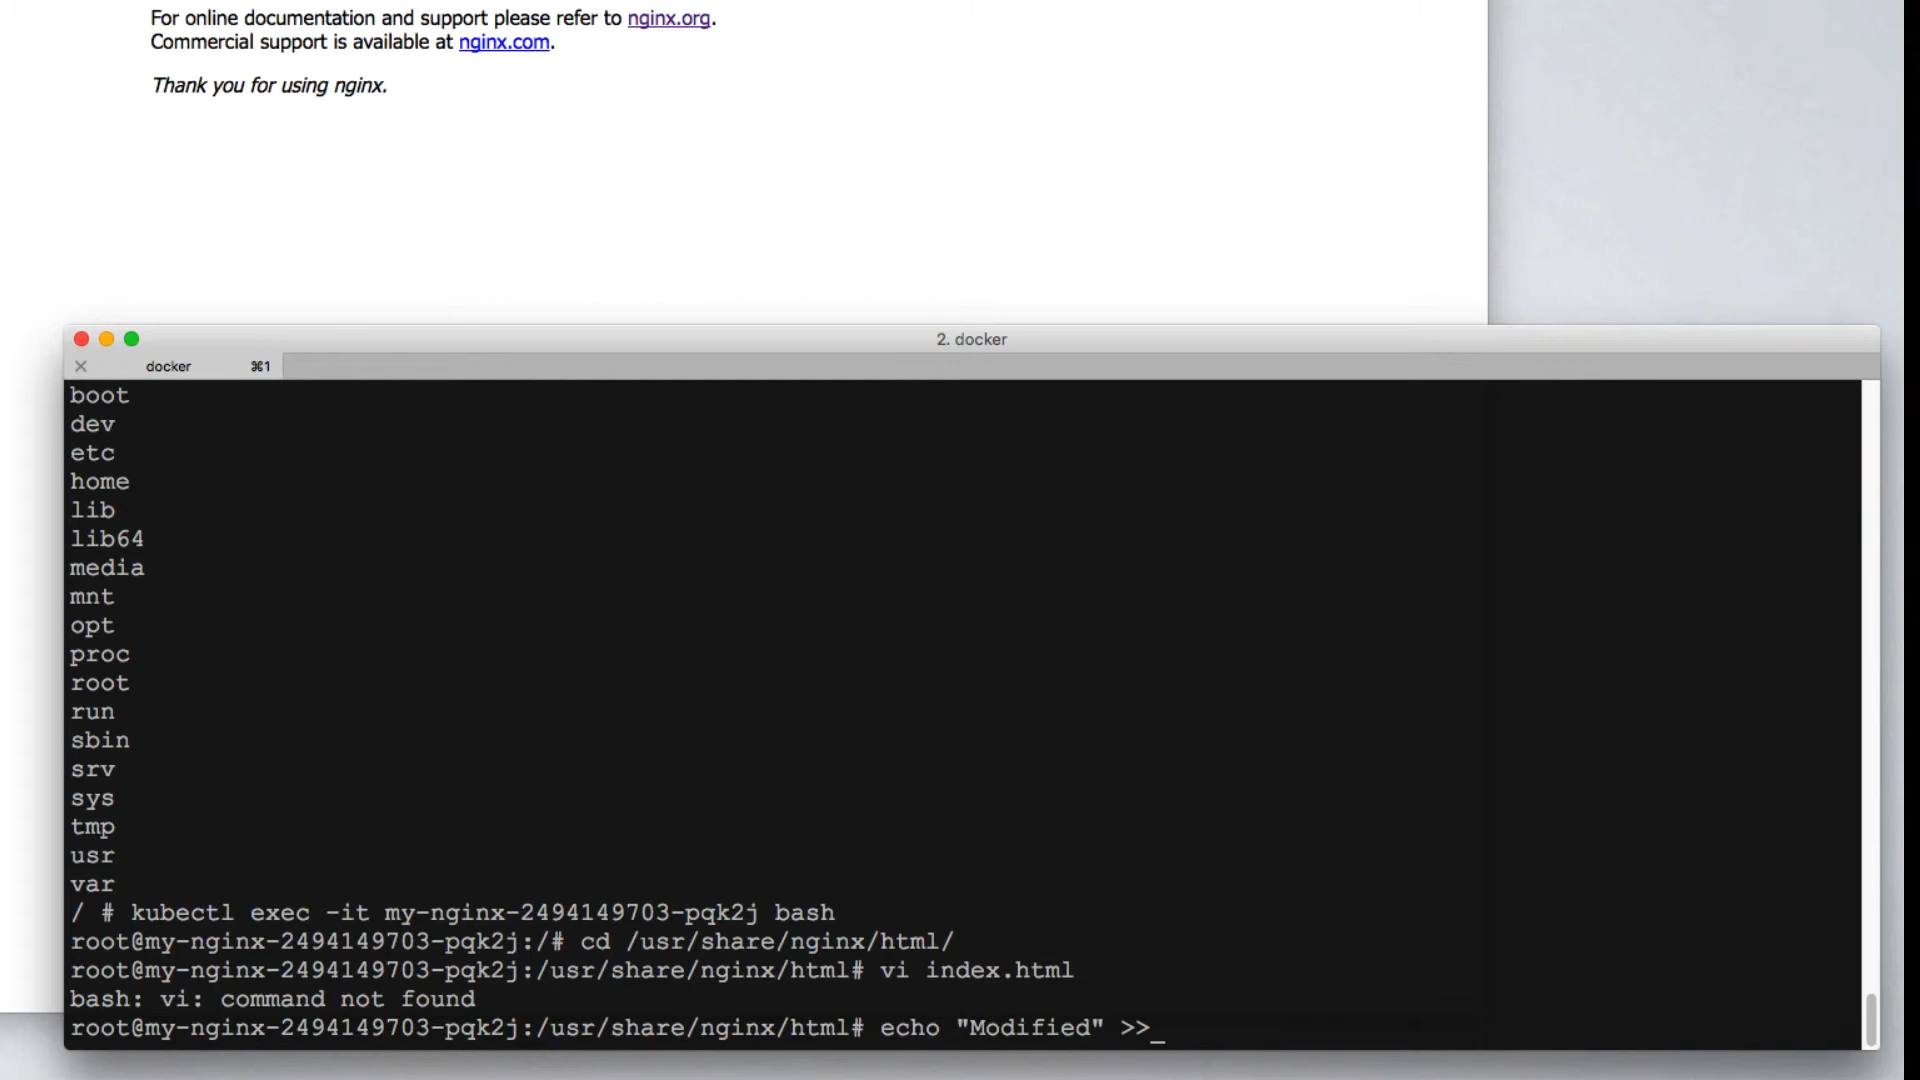 For online documentation and support please refer to nginx.org.
Commercial support is available at nginx.com.
Thank you for using nginx.
2. docker
docker ⌘1
boot
dev
etc
home
lib
lib64
media
mnt
opt
proc
root
run
sbin
srv
sys
tmp
usr
var
/ # kubectl exec -it my-nginx-2494149703-pqk2j bash
root@my-nginx-2494149703-pqk2j:/# cd /usr/share/nginx/html/
root@my-nginx-2494149703-pqk2j:/usr/share/nginx/html# vi index.html
bash: vi: command not found
root@my-nginx-2494149703-pqk2j:/usr/share/nginx/html# echo "Modified" >>_